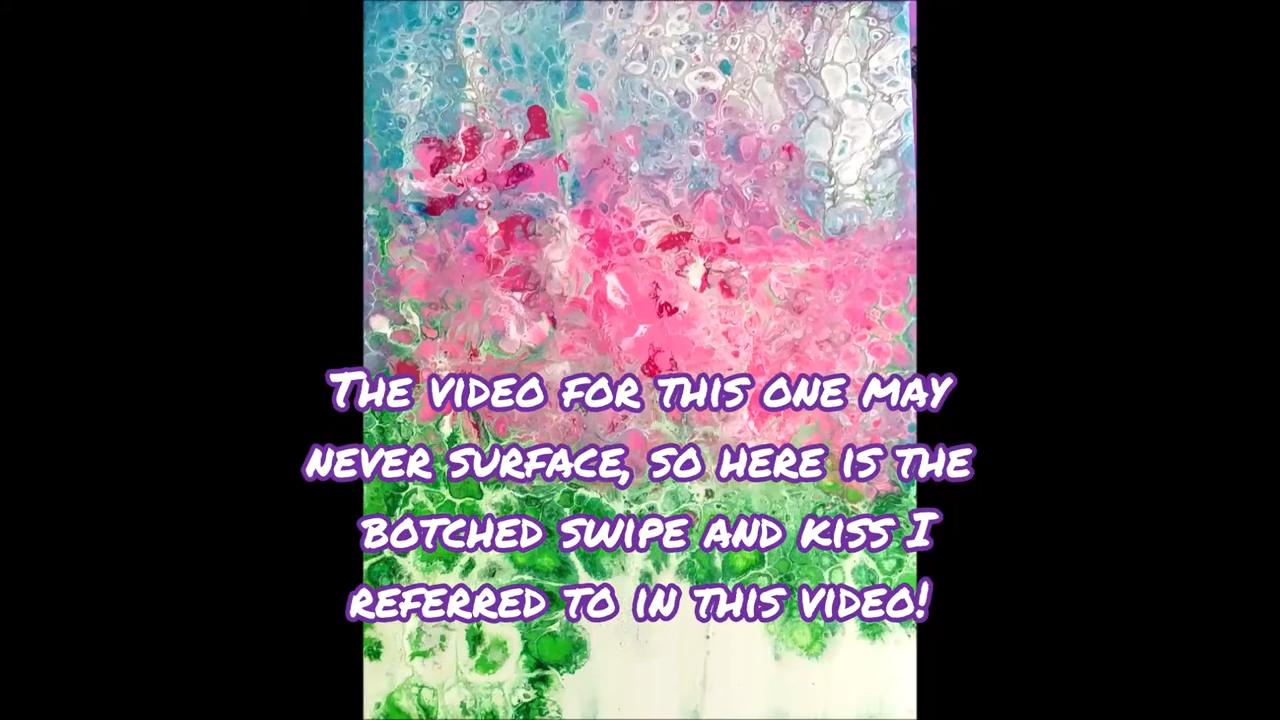 The video for this one may
never surface, so here is the
botched swipe and kiss I
referred to in this video!